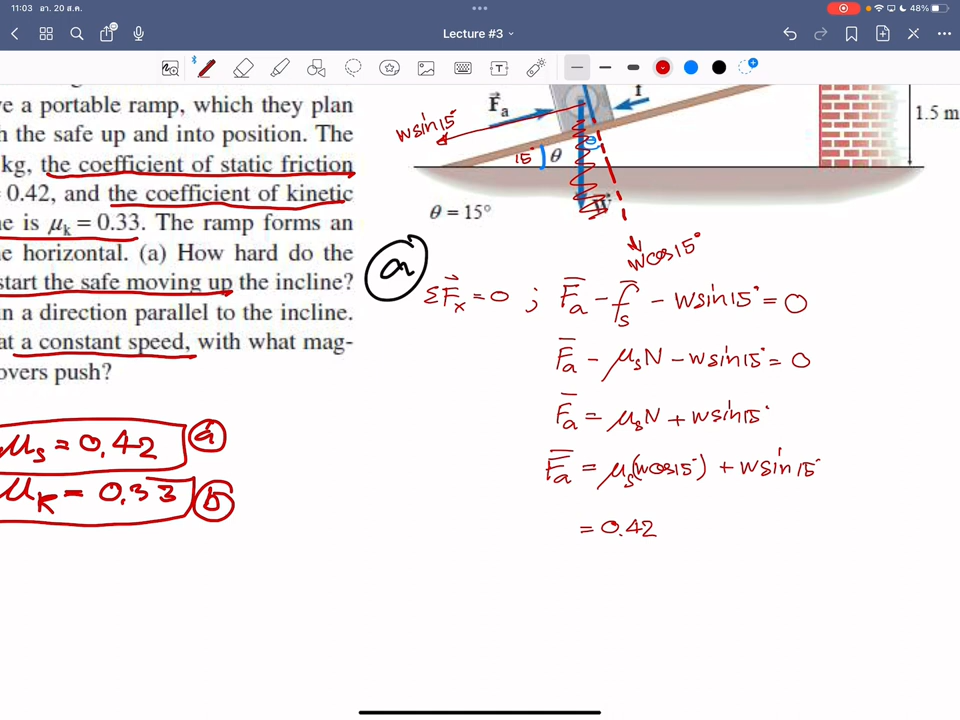 11:03 อา. 20 ส.ค.
48%
Lecture #3
ve a portable ramp, which they plan
h the safe up and into position. The
kg, the coefficient of static friction
= 0.42, and the coefficient of kinetic
ne is μk = 0.33. The ramp forms an
e horizontal. (a) How hard do the
start the safe moving up the incline?
n a direction parallel to the incline.
at a constant speed, with what mag-
overs push?
μs = 0.42 a
μk = 0.33 b
wsin15°
F⃗a
f
15° θ
θ
W
1.5 m
θ = 15°
wcos15°
a
ΣF⃗x = 0 ; F̅a - f̅s - wsin15° = 0
F̅a - μsN - wsin15° = 0
F̅a = μsN + wsin15°
F̅a = μs(wcos15°) + wsin15°
= 0.42